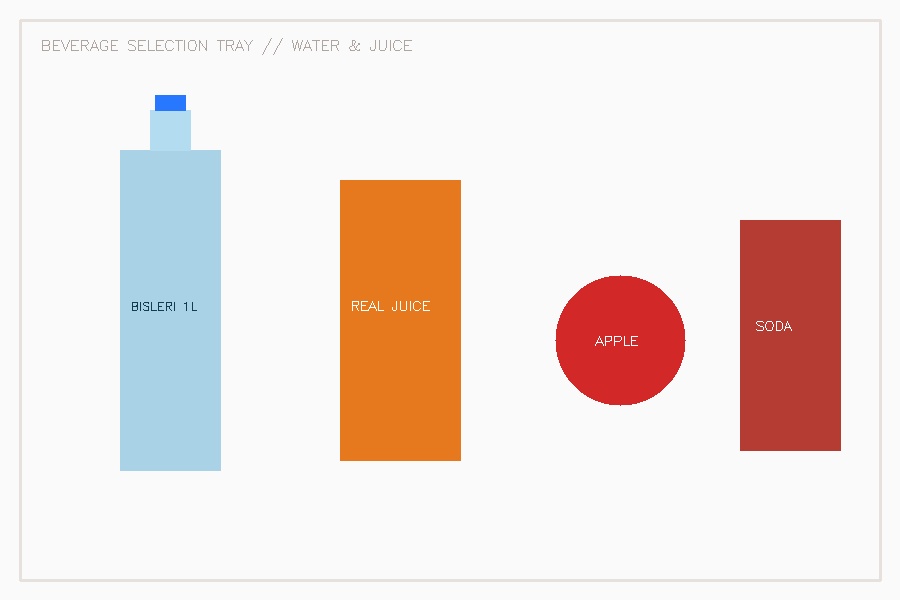 BEVERAGE SELECTION TRAY // WATER & JUICE
BISLERI 1L
REAL JUICE
APPLE
SODA